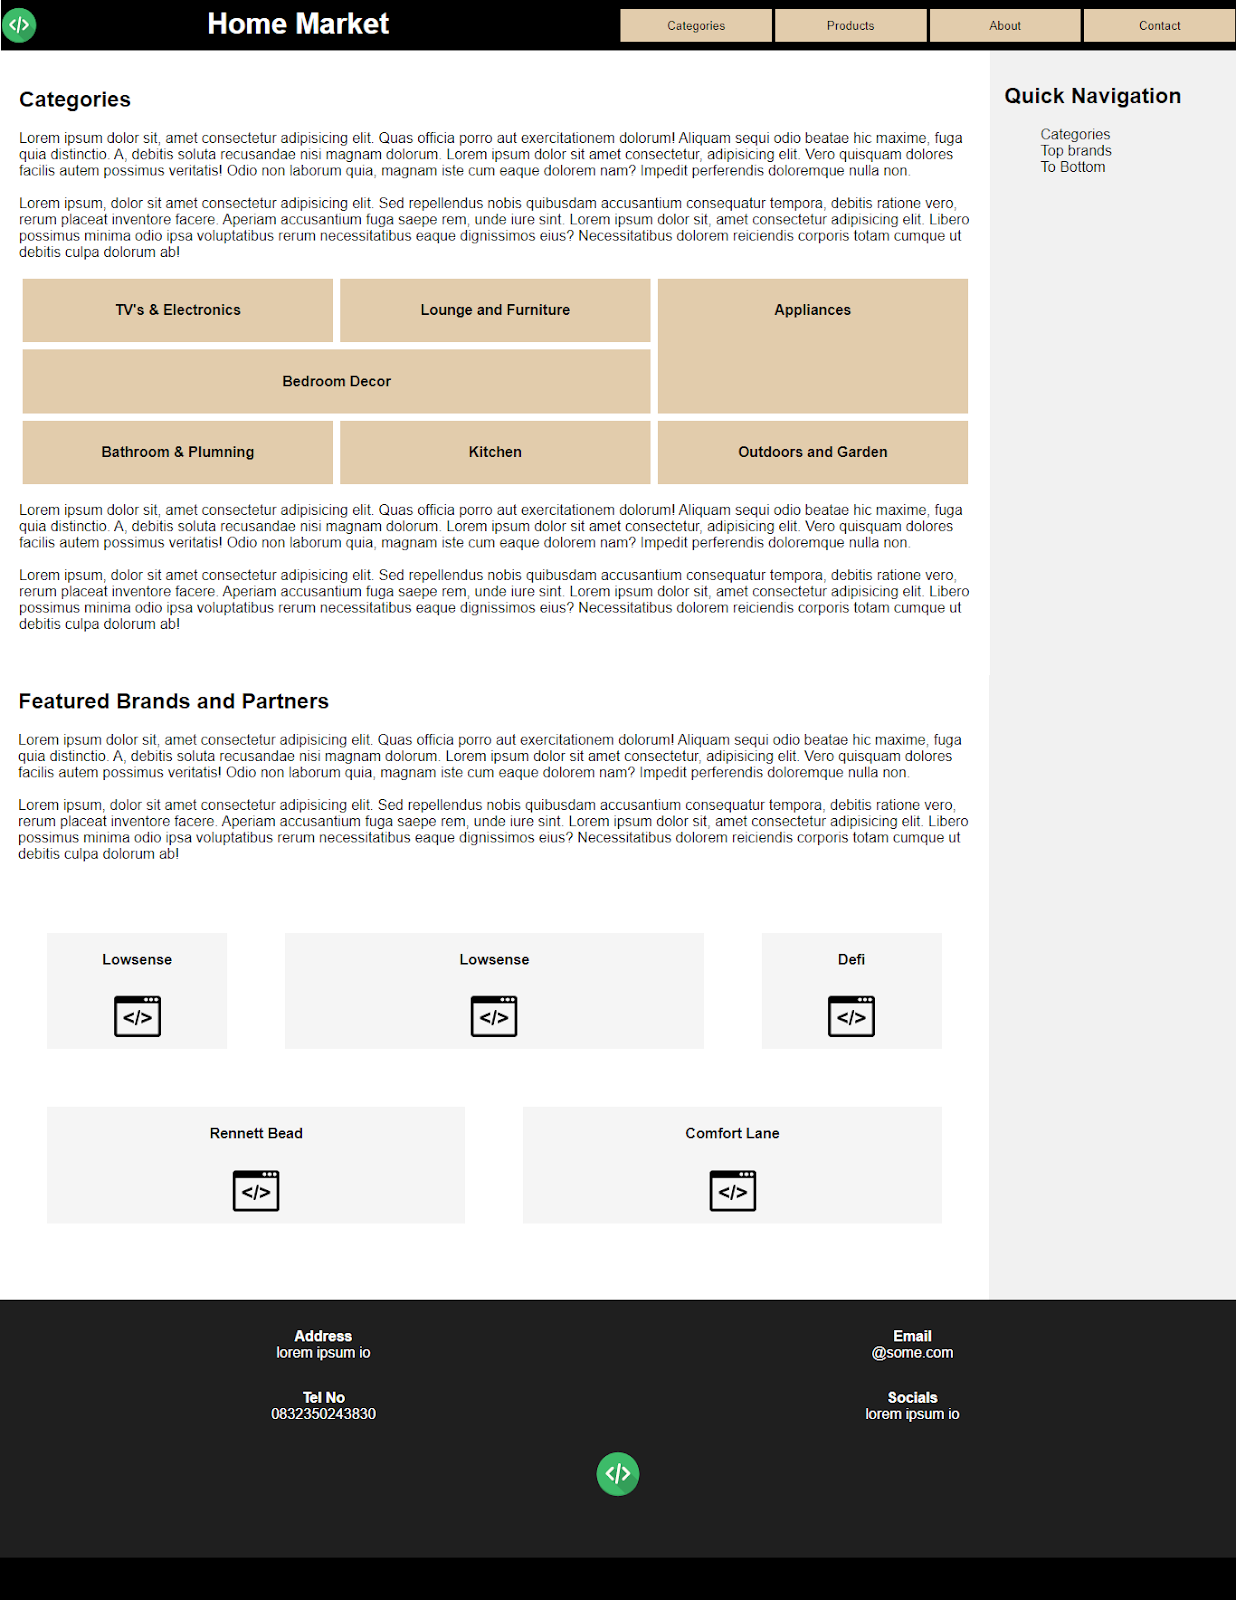 </>
Home Market
Categories
Products
About
Contact
Categories
Lorem ipsum dolor sit, amet consectetur adipisicing elit. Quas officia porro aut exercitationem dolorum! Aliquam sequi odio beatae hic maxime, fuga
quia distinctio. A, debitis soluta recusandae nisi magnam dolorum. Lorem ipsum dolor sit amet consectetur, adipisicing elit. Vero quisquam dolores
facilis autem possimus veritatis! Odio non laborum quia, magnam iste cum eaque dolorem nam? Impedit perferendis doloremque nulla non.
Lorem ipsum, dolor sit amet consectetur adipisicing elit. Sed repellendus nobis quibusdam accusantium consequatur tempora, debitis ratione vero,
rerum placeat inventore facere. Aperiam accusantium fuga saepe rem, unde iure sint. Lorem ipsum dolor sit, amet consectetur adipisicing elit. Libero
possimus minima odio ipsa voluptatibus rerum necessitatibus eaque dignissimos eius? Necessitatibus dolorem reiciendis corporis totam cumque ut
debitis culpa dolorum ab!
TV's & Electronics
Lounge and Furniture
Appliances
Bedroom Decor
Bathroom & Plumning
Kitchen
Outdoors and Garden
Lorem ipsum dolor sit, amet consectetur adipisicing elit. Quas officia porro aut exercitationem dolorum! Aliquam sequi odio beatae hic maxime, fuga
quia distinctio. A, debitis soluta recusandae nisi magnam dolorum. Lorem ipsum dolor sit amet consectetur, adipisicing elit. Vero quisquam dolores
facilis autem possimus veritatis! Odio non laborum quia, magnam iste cum eaque dolorem nam? Impedit perferendis doloremque nulla non.
Lorem ipsum, dolor sit amet consectetur adipisicing elit. Sed repellendus nobis quibusdam accusantium consequatur tempora, debitis ratione vero,
rerum placeat inventore facere. Aperiam accusantium fuga saepe rem, unde iure sint. Lorem ipsum dolor sit, amet consectetur adipisicing elit. Libero
possimus minima odio ipsa voluptatibus rerum necessitatibus eaque dignissimos eius? Necessitatibus dolorem reiciendis corporis totam cumque ut
debitis culpa dolorum ab!
Featured Brands and Partners
Lorem ipsum dolor sit, amet consectetur adipisicing elit. Quas officia porro aut exercitationem dolorum! Aliquam sequi odio beatae hic maxime, fuga
quia distinctio. A, debitis soluta recusandae nisi magnam dolorum. Lorem ipsum dolor sit amet consectetur, adipisicing elit. Vero quisquam dolores
facilis autem possimus veritatis! Odio non laborum quia, magnam iste cum eaque dolorem nam? Impedit perferendis doloremque nulla non.
Lorem ipsum, dolor sit amet consectetur adipisicing elit. Sed repellendus nobis quibusdam accusantium consequatur tempora, debitis ratione vero,
rerum placeat inventore facere. Aperiam accusantium fuga saepe rem, unde iure sint. Lorem ipsum dolor sit, amet consectetur adipisicing elit. Libero
possimus minima odio ipsa voluptatibus rerum necessitatibus eaque dignissimos eius? Necessitatibus dolorem reiciendis corporis totam cumque ut
debitis culpa dolorum ab!
Lowsense
</>
Lowsense
</>
Defi
</>
Rennett Bead
</>
Comfort Lane
</>
Quick Navigation
Categories
Top brands
To Bottom
Address
lorem ipsum io
Email
@some.com
Tel No
0832350243830
Socials
lorem ipsum io
</>